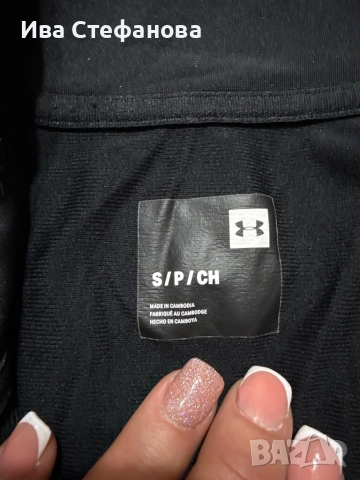 Ива Стефанова
S/P/CH
MADE IN CAMBODIA
FABRIQUÉ AU CAMBODGE
HECHO EN CAMBOYA
BAZAR